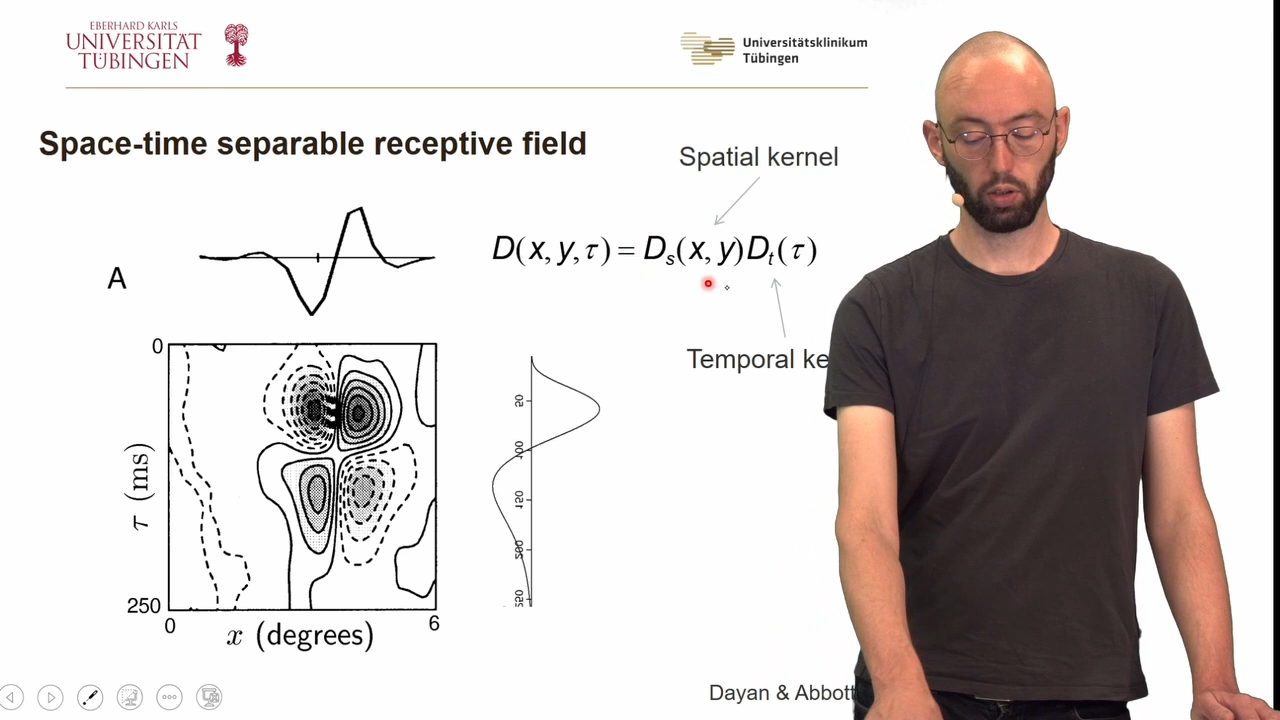 EBERHARD KARLS
UNIVERSITÄT
TÜBINGEN
Universitätsklinikum
Tübingen
Space-time separable receptive field
Spatial kernel
A
D(x, y, τ) = Dₛ(x, y)Dₜ(τ)
Temporal ke
0
τ (ms)
250
0
6
x (degrees)
Dayan & Abbott